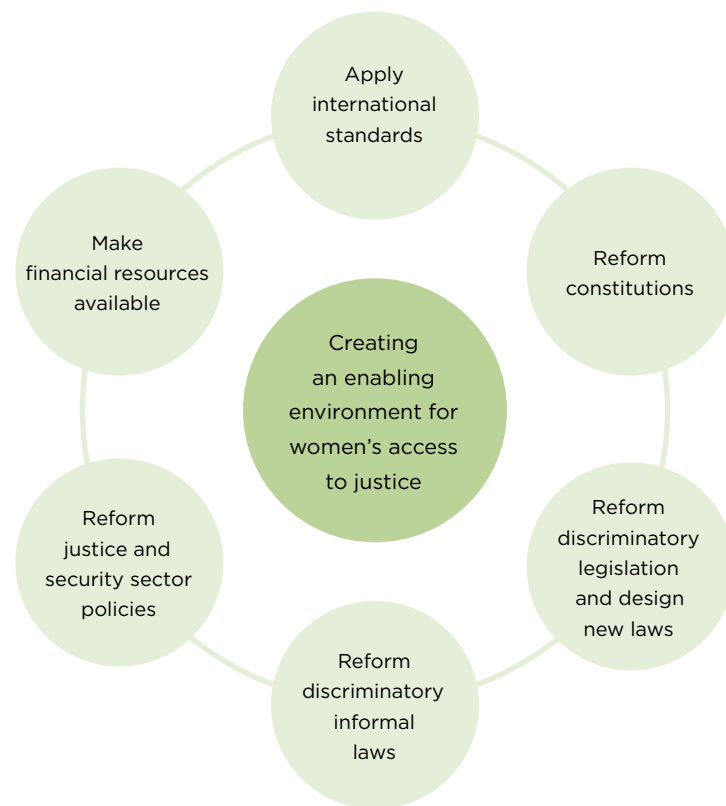 Apply
international
standards
Reform
constitutions
Reform
discriminatory
legislation
and design
new laws
Reform
discriminatory
informal
laws
Reform
justice and
security sector
policies
Make
financial resources
available
Creating
an enabling
environment for
women’s access
to justice